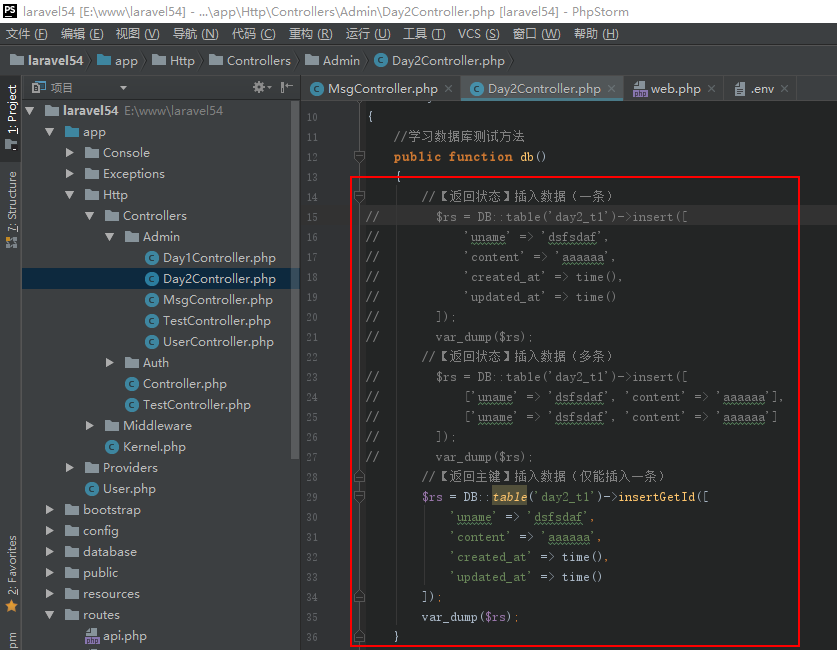 PS laravel54 [E:\www\laravel54] - ...\app\Http\Controllers\Admin\Day2Controller.php [laravel54] - PhpStorm
文件 (F) 编辑 (E) 视图 (V) 导航 (N) 代码 (C) 重构 (R) 运行 (U) 工具 (T) VCS (S) 窗口 (W) 帮助 (H)
laravel54 app Http Controllers Admin Day2Controller.php
1: Project
7: Structure
2: Favorites
pm
项目
laravel54 E:\www\laravel54
app
Console
Exceptions
Http
Controllers
Admin
Day1Controller.php
Day2Controller.php
MsgController.php
TestController.php
UserController.php
Auth
Controller.php
TestController.php
Middleware
Kernel.php
Providers
User.php
bootstrap
config
database
public
resources
routes
api.php
MsgController.php Day2Controller.php web.php .env
10 {
11 //学习数据库测试方法
12 public function db()
13 {
14 //【返回状态】插入数据（一条）
15 // $rs = DB::table('day2_t1')->insert([
16 // 'uname' => 'dsfsdaf',
17 // 'content' => 'aaaaaa',
18 // 'created_at' => time(),
19 // 'updated_at' => time()
20 // ]);
21 // var_dump($rs);
22 //【返回状态】插入数据（多条）
23 // $rs = DB::table('day2_t1')->insert([
24 // ['uname' => 'dsfsdaf', 'content' => 'aaaaaa'],
25 // ['uname' => 'dsfsdaf', 'content' => 'aaaaaa']
26 // ]);
27 // var_dump($rs);
28 //【返回主键】插入数据（仅能插入一条）
29 $rs = DB::table('day2_t1')->insertGetId([
30 'uname' => 'dsfsdaf',
31 'content' => 'aaaaaa',
32 'created_at' => time(),
33 'updated_at' => time()
34 ]);
35 var_dump($rs);
36 }